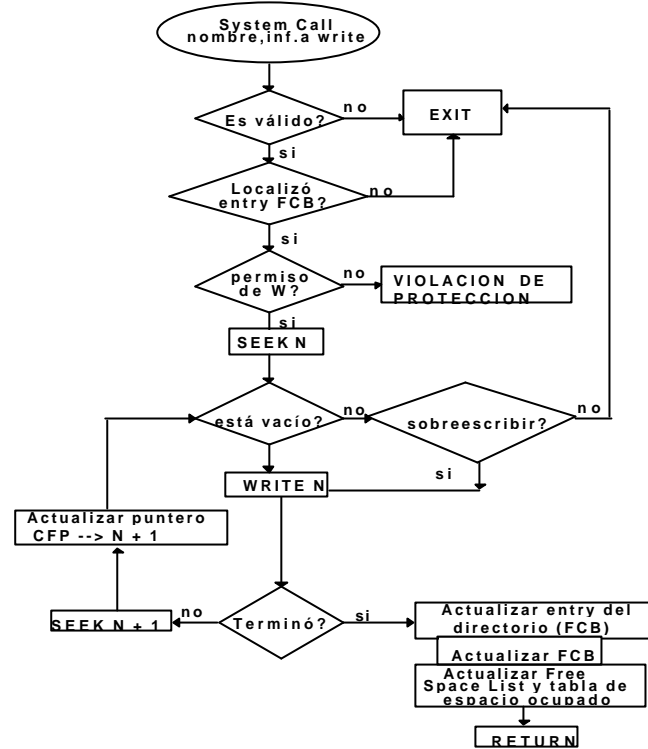 System Call
nombre,inf.a write
Es válido?
no
EXIT
si
Localizó
entry FCB?
no
si
permiso
de W?
no
VIOLACION DE
PROTECCION
si
SEEK N
está vacío?
no
sobreescribir?
no
si
WRITE N
Actualizar puntero
CFP --> N + 1
SEEK N + 1
no
Terminó?
si
Actualizar entry del
directorio (FCB)
Actualizar FCB
Actualizar Free
Space List y tabla de
espacio ocupado
RETURN